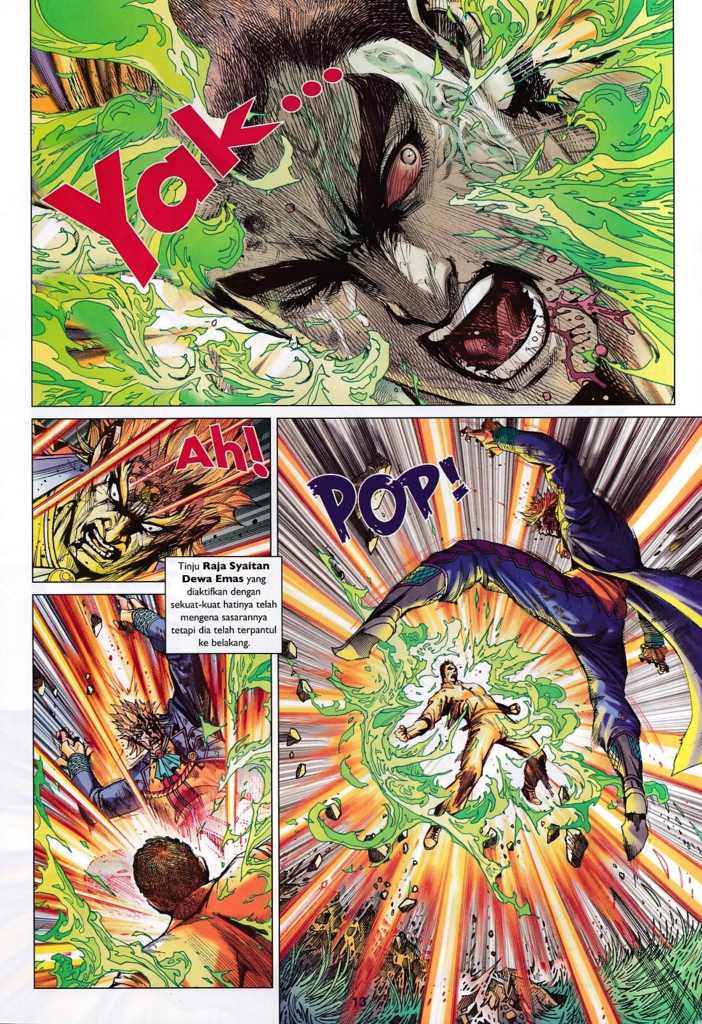 Yak...
Ah!
POP!
Tinju Raja Syaitan
Dewa Emas yang
diaktifkan dengan
sekuat-kuat hatinya telah
mengena sasarannya
tetapi dia telah terpantul
ke belakang.
13